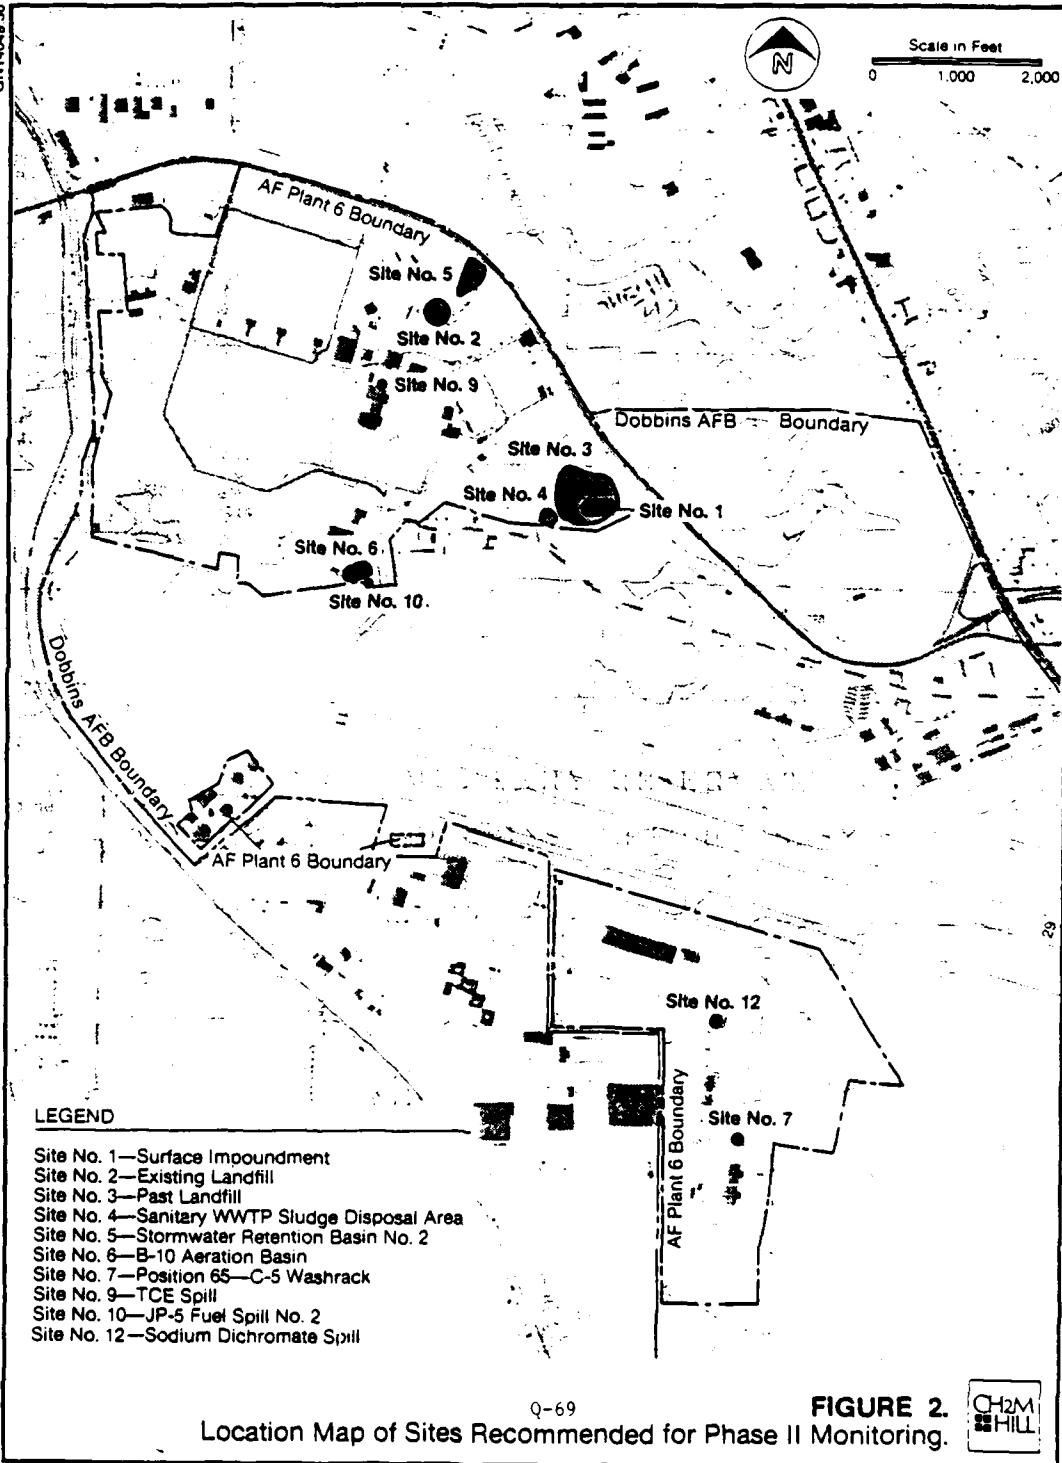 N
Scale in Feet
0 1,000 2,000
AF Plant 6 Boundary
Site No. 5
Site No. 2
Site No. 9
Dobbins AFB Boundary
Site No. 3
Site No. 4
Site No. 1
Site No. 6
Site No. 10.
Dobbins AFB Boundary
AF Plant 6 Boundary
29
Site No. 12
AF Plant 6 Boundary
Site No. 7
LEGEND
Site No. 1—Surface Impoundment
Site No. 2—Existing Landfill
Site No. 3—Past Landfill
Site No. 4—Sanitary WWTP Sludge Disposal Area
Site No. 5—Stormwater Retention Basin No. 2
Site No. 6—B-10 Aeration Basin
Site No. 7—Position 65—C-5 Washrack
Site No. 9—TCE Spill
Site No. 10—JP-5 Fuel Spill No. 2
Site No. 12—Sodium Dichromate Spill
Q-69
FIGURE 2.
Location Map of Sites Recommended for Phase II Monitoring.
CH2M
HILL